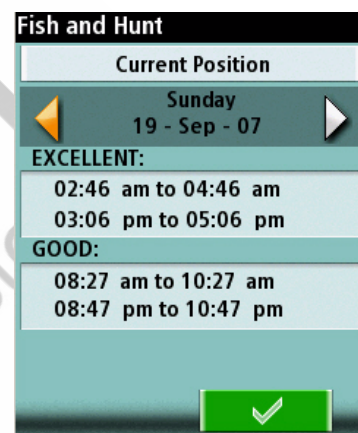 Fish and Hunt
Current Position
Sunday
19 - Sep - 07
EXCELLENT:
02:46 am to 04:46 am
03:06 pm to 05:06 pm
GOOD:
08:27 am to 10:27 am
08:47 pm to 10:47 pm